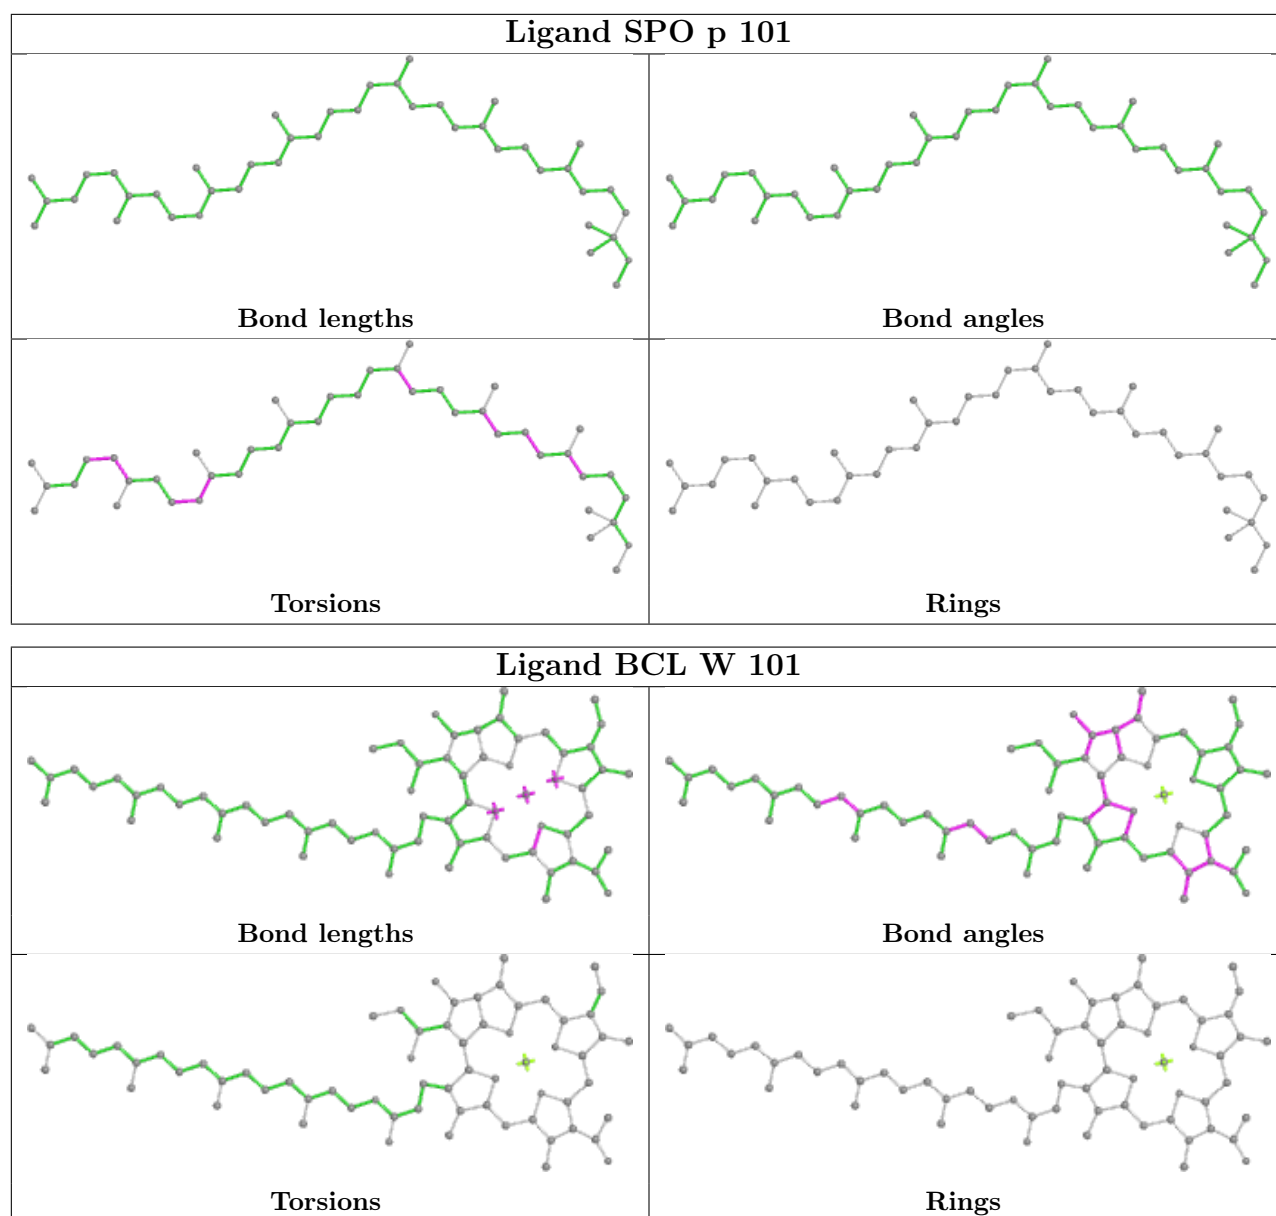 Ligand SPO p 101
Bond lengths
Bond angles
Torsions
Rings
Ligand BCL W 101
Bond lengths
Bond angles
Torsions
Rings